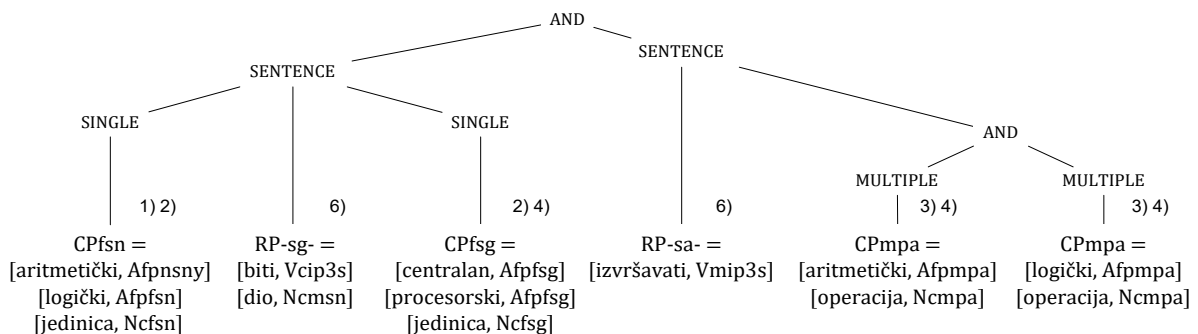 AND
SENTENCE
SENTENCE
SINGLE
SINGLE
AND
MULTIPLE
MULTIPLE
1) 2)
6)
2) 4)
6)
3) 4)
3) 4)
CPfsn =
[aritmetički, Afpnsny]
[logički, Afpfsn]
[jedinica, Ncfsn]
RP-sg- =
[biti, Vcip3s]
[dio, Ncmsn]
CPfsg =
[centralan, Afpfsg]
[procesorski, Afpfsg]
[jedinica, Ncfsg]
RP-sa- =
[izvršavati, Vmip3s]
CPmpa =
[aritmetički, Afpmpa]
[operacija, Ncmpa]
CPmpa =
[logički, Afpmpa]
[operacija, Ncmpa]